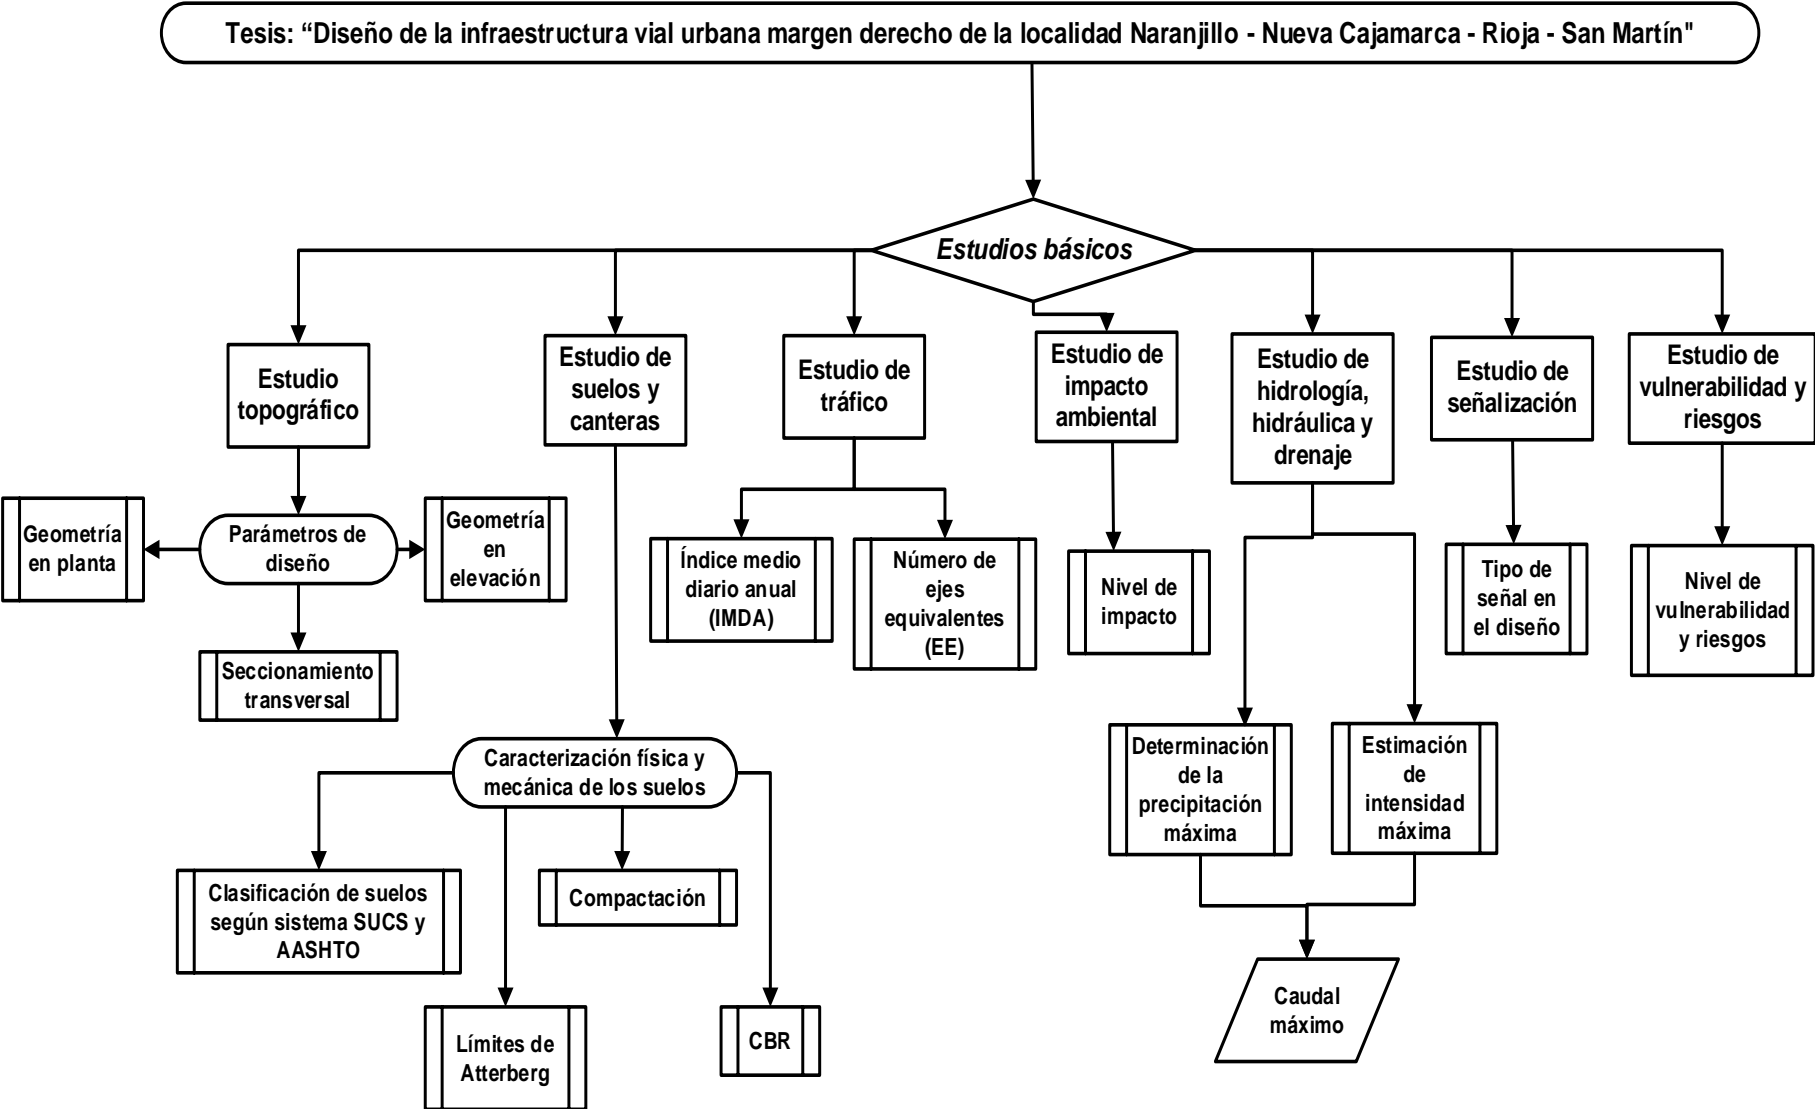 Tesis: “Diseño de la infraestructura vial urbana margen derecho de la localidad Naranjillo - Nueva Cajamarca - Rioja - San Martín"
Estudios básicos
Estudio
topográfico
Estudio de
suelos y
canteras
Estudio de
tráfico
Estudio de
impacto
ambiental
Estudio de
hidrología,
hidráulica y
drenaje
Estudio de
señalización
Estudio de
vulnerabilidad y
riesgos
Geometría
en planta
Parámetros de
diseño
Geometría
en
elevación
Seccionamiento
transversal
Índice medio
diario anual
(IMDA)
Número de
ejes
equivalentes
(EE)
Nivel de
impacto
Tipo de
señal en
el diseño
Nivel de
vulnerabilidad
y riesgos
Caracterización física y
mecánica de los suelos
Determinación
de la
precipitación
máxima
Estimación
de
intensidad
máxima
Clasificación de suelos
según sistema SUCS y
AASHTO
Compactación
Límites de
Atterberg
CBR
Caudal
máximo